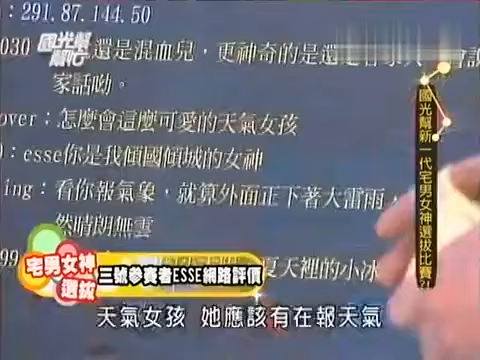 : 291.87.144.50
國光幫幫忙
030
還是混血兒，更神奇的是還是
會說
家話呦。
over：怎麼會這麼可愛的天氣女孩
)：esse你是我傾國傾城的女神
ing：看你報氣象，就算外面正下著大雷雨，
然晴朗無雲
99
夏天裡的小冰
國光幫新一代宅男女神選拔比賽?!
宅男女神
選拔
三號參賽者ESSE網路評價
天氣女孩 她應該有在報天氣